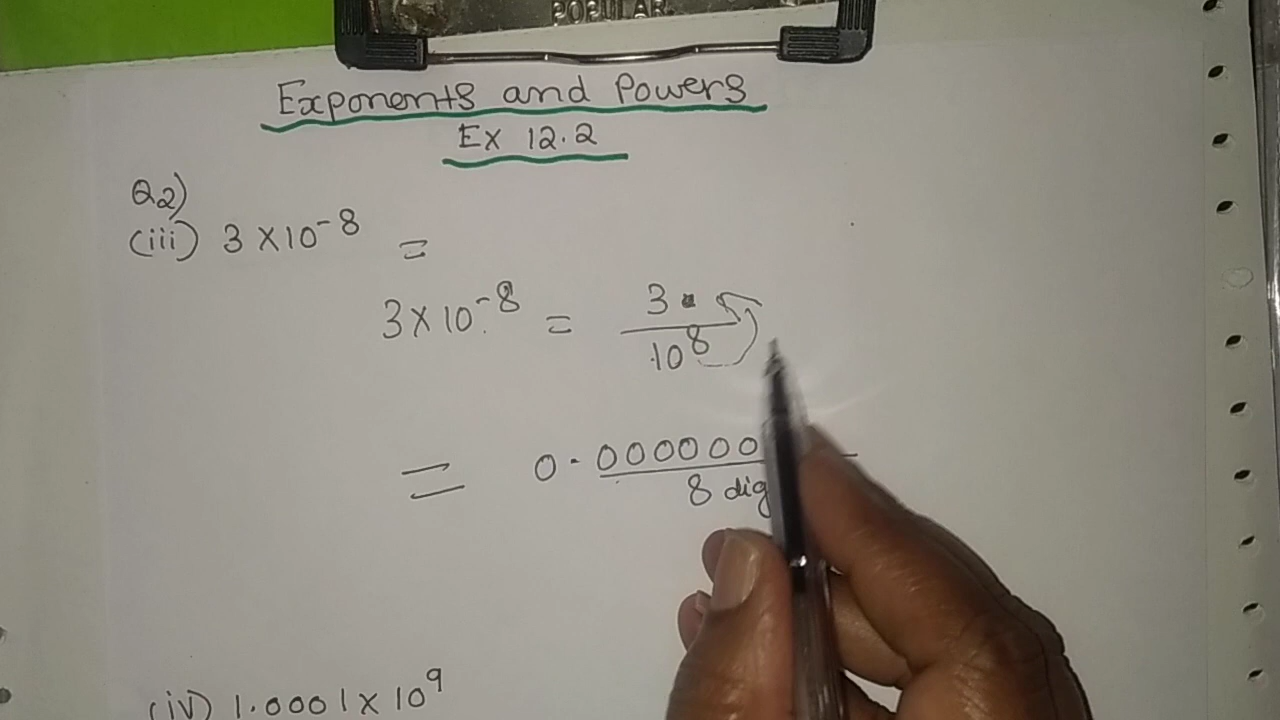 POPULAR.
Exponents and Powers
Ex 12.2
Q2)
(iii) 3 × 10⁻⁸ =
3 × 10⁻⁸ = 3. / 10⁸
= 0.000000
8 dig
(iv) 1.0001 × 10⁹